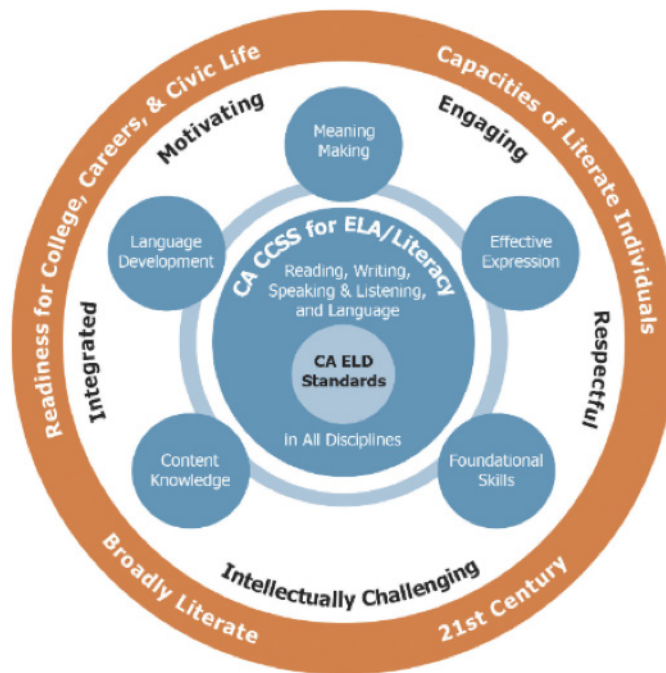 Readiness for College, Careers, & Civic Life
Capacities of Literate Individuals
Motivating
Engaging
Meaning
Making
Language
Development
Effective
Expression
CA CCSS for ELA/Literacy
Reading, Writing,
Speaking & Listening,
and Language
CA ELD
Standards
in All Disciplines
Integrated
Respectful
Content
Knowledge
Foundational
Skills
Intellectually Challenging
Broadly Literate
21st Century